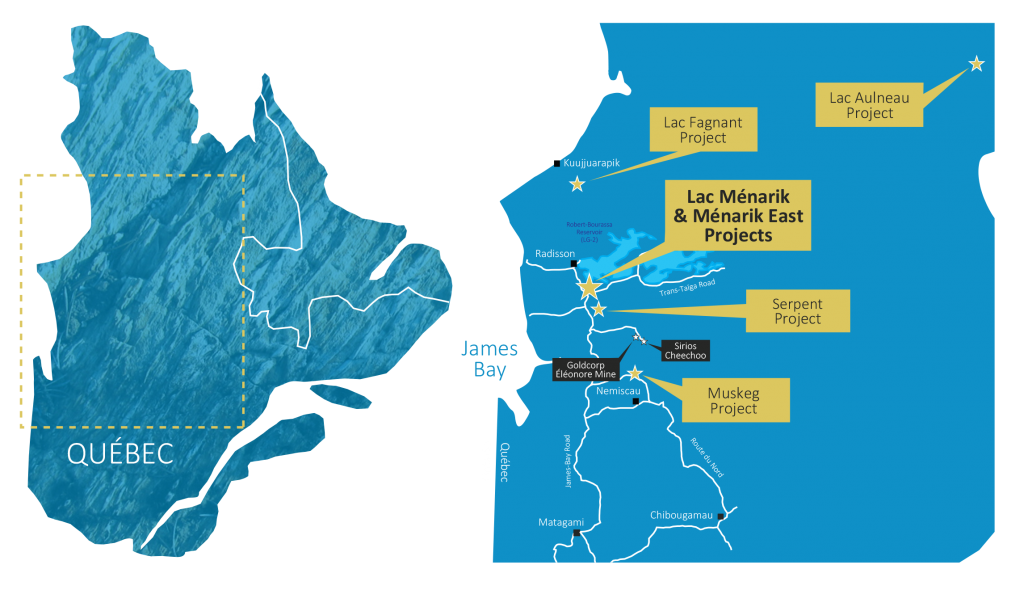 QUÉBEC
Lac Aulneau
Project
Lac Fagnant
Project
Kuujjuarapik
Lac Ménarik
& Ménarik East
Projects
Robert-Bourassa
Reservoir
(LG-2)
Radisson
Trans-Taïga Road
Serpent
Project
James
Bay
Sirios
Cheechoo
Goldcorp
Éléonore Mine
Nemiscau
Muskeg
Project
Québec
James-Bay Road
Route du Nord
Matagami
Chibougamau